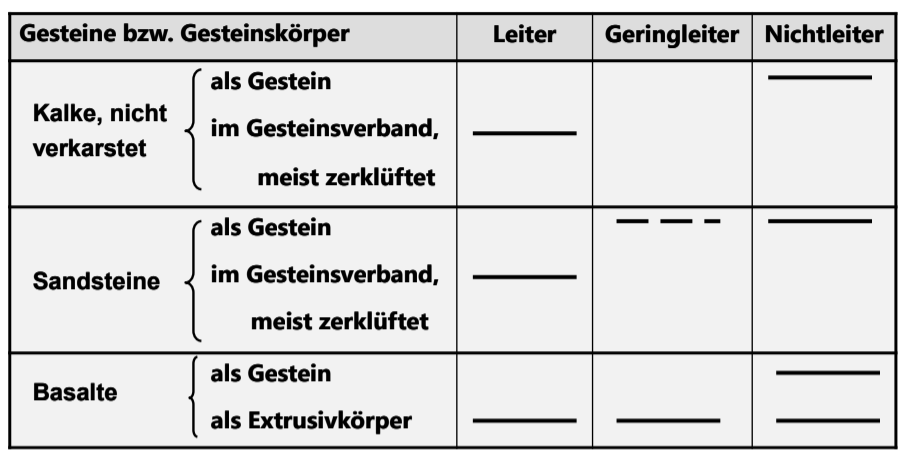 Gesteine bzw. Gesteinskörper Leiter Geringleiter Nichtleiter
als Gestein
Kalke, nicht
verkarstet
im Gesteinsverband,
meist zerklüftet
als Gestein
Sandsteine
im Gesteinsverband,
meist zerklüftet
als Gestein
Basalte
als Extrusivkörper